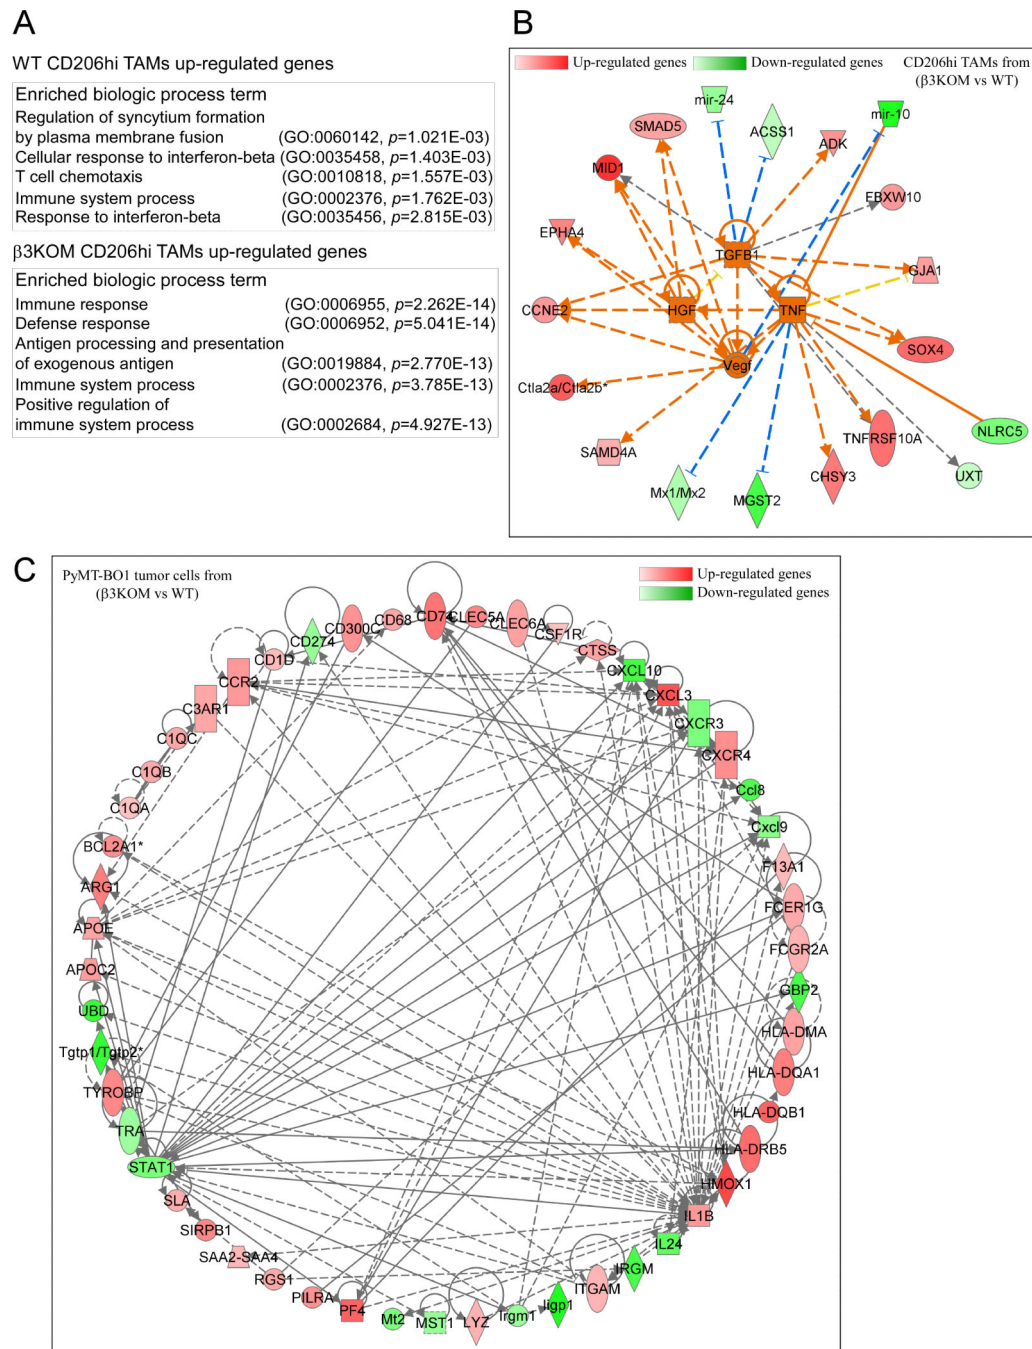 A
WT CD206hi TAMs up-regulated genes
Enriched biologic process term
Regulation of syncytium formation
by plasma membrane fusion (GO:0060142, p=1.021E-03)
Cellular response to interferon-beta (GO:0035458, p=1.403E-03)
T cell chemotaxis (GO:0010818, p=1.557E-03)
Immune system process (GO:0002376, p=1.762E-03)
Response to interferon-beta (GO:0035456, p=2.815E-03)
β3KOM CD206hi TAMs up-regulated genes
Enriched biologic process term
Immune response (GO:0006955, p=2.262E-14)
Defense response (GO:0006952, p=5.041E-14)
Antigen processing and presentation
of exogenous antigen (GO:0019884, p=2.770E-13)
Immune system process (GO:0002376, p=3.785E-13)
Positive regulation of
immune system process (GO:0002684, p=4.927E-13)
B
Up-regulated genes
Down-regulated genes
CD206hi TAMs from
(β3KOM vs WT)
mir-24
mir-10
SMAD5
ACSS1
ADK
MID1
FBXW10
EPHA4
TGFB1
GJA1
CCNE2
HGF
TNF
SOX4
Vegf
Ctla2a/Ctla2b*
TNFRSF10A
NLRC5
SAMD4A
CHSY3
UXT
Mx1/Mx2
MGST2
C
PyMT-BO1 tumor cells from
(β3KOM vs WT)
Up-regulated genes
Down-regulated genes
CD74
CLEC5A
CLEC6A
CSF1R
CTSS
CXCL10
CXCL3
CXCR3
CXCR4
Ccl8
Cxcl9
F13A1
FCER1G
FCGR2A
GBP2
HLA-DMA
HLA-DQA1
HLA-DQB1
HLA-DRB5
HMOX1
IL1B
IL24
IRGM
ITGAM
Iigp1
Irgm1
LYZ
MST1
Mt2
PF4
PILRA
RGS1
SAA2-SAA4
SIRPB1
SLA
STAT1
TRA
TYROBP
Tgtp1/Tgtp2*
UBD
APOC2
APOE
ARG1
BCL2A1*
C1QA
C1QB
C1QC
C3AR1
CCR2
CD1D
CD274
CD300C
CD68